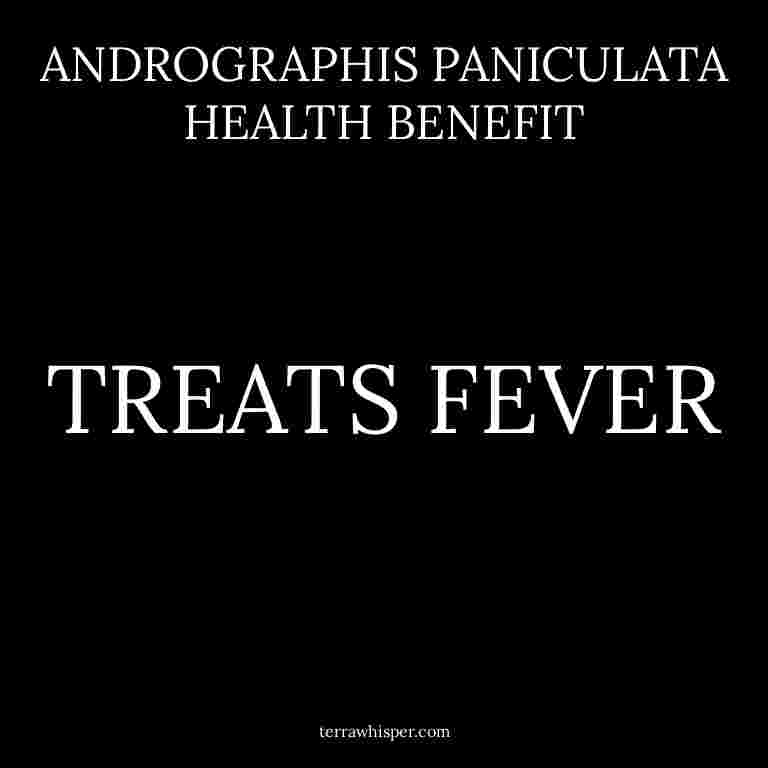 ANDROGRAPHIS PANICULATA
HEALTH BENEFIT
TREATS FEVER
terrawhisper.com